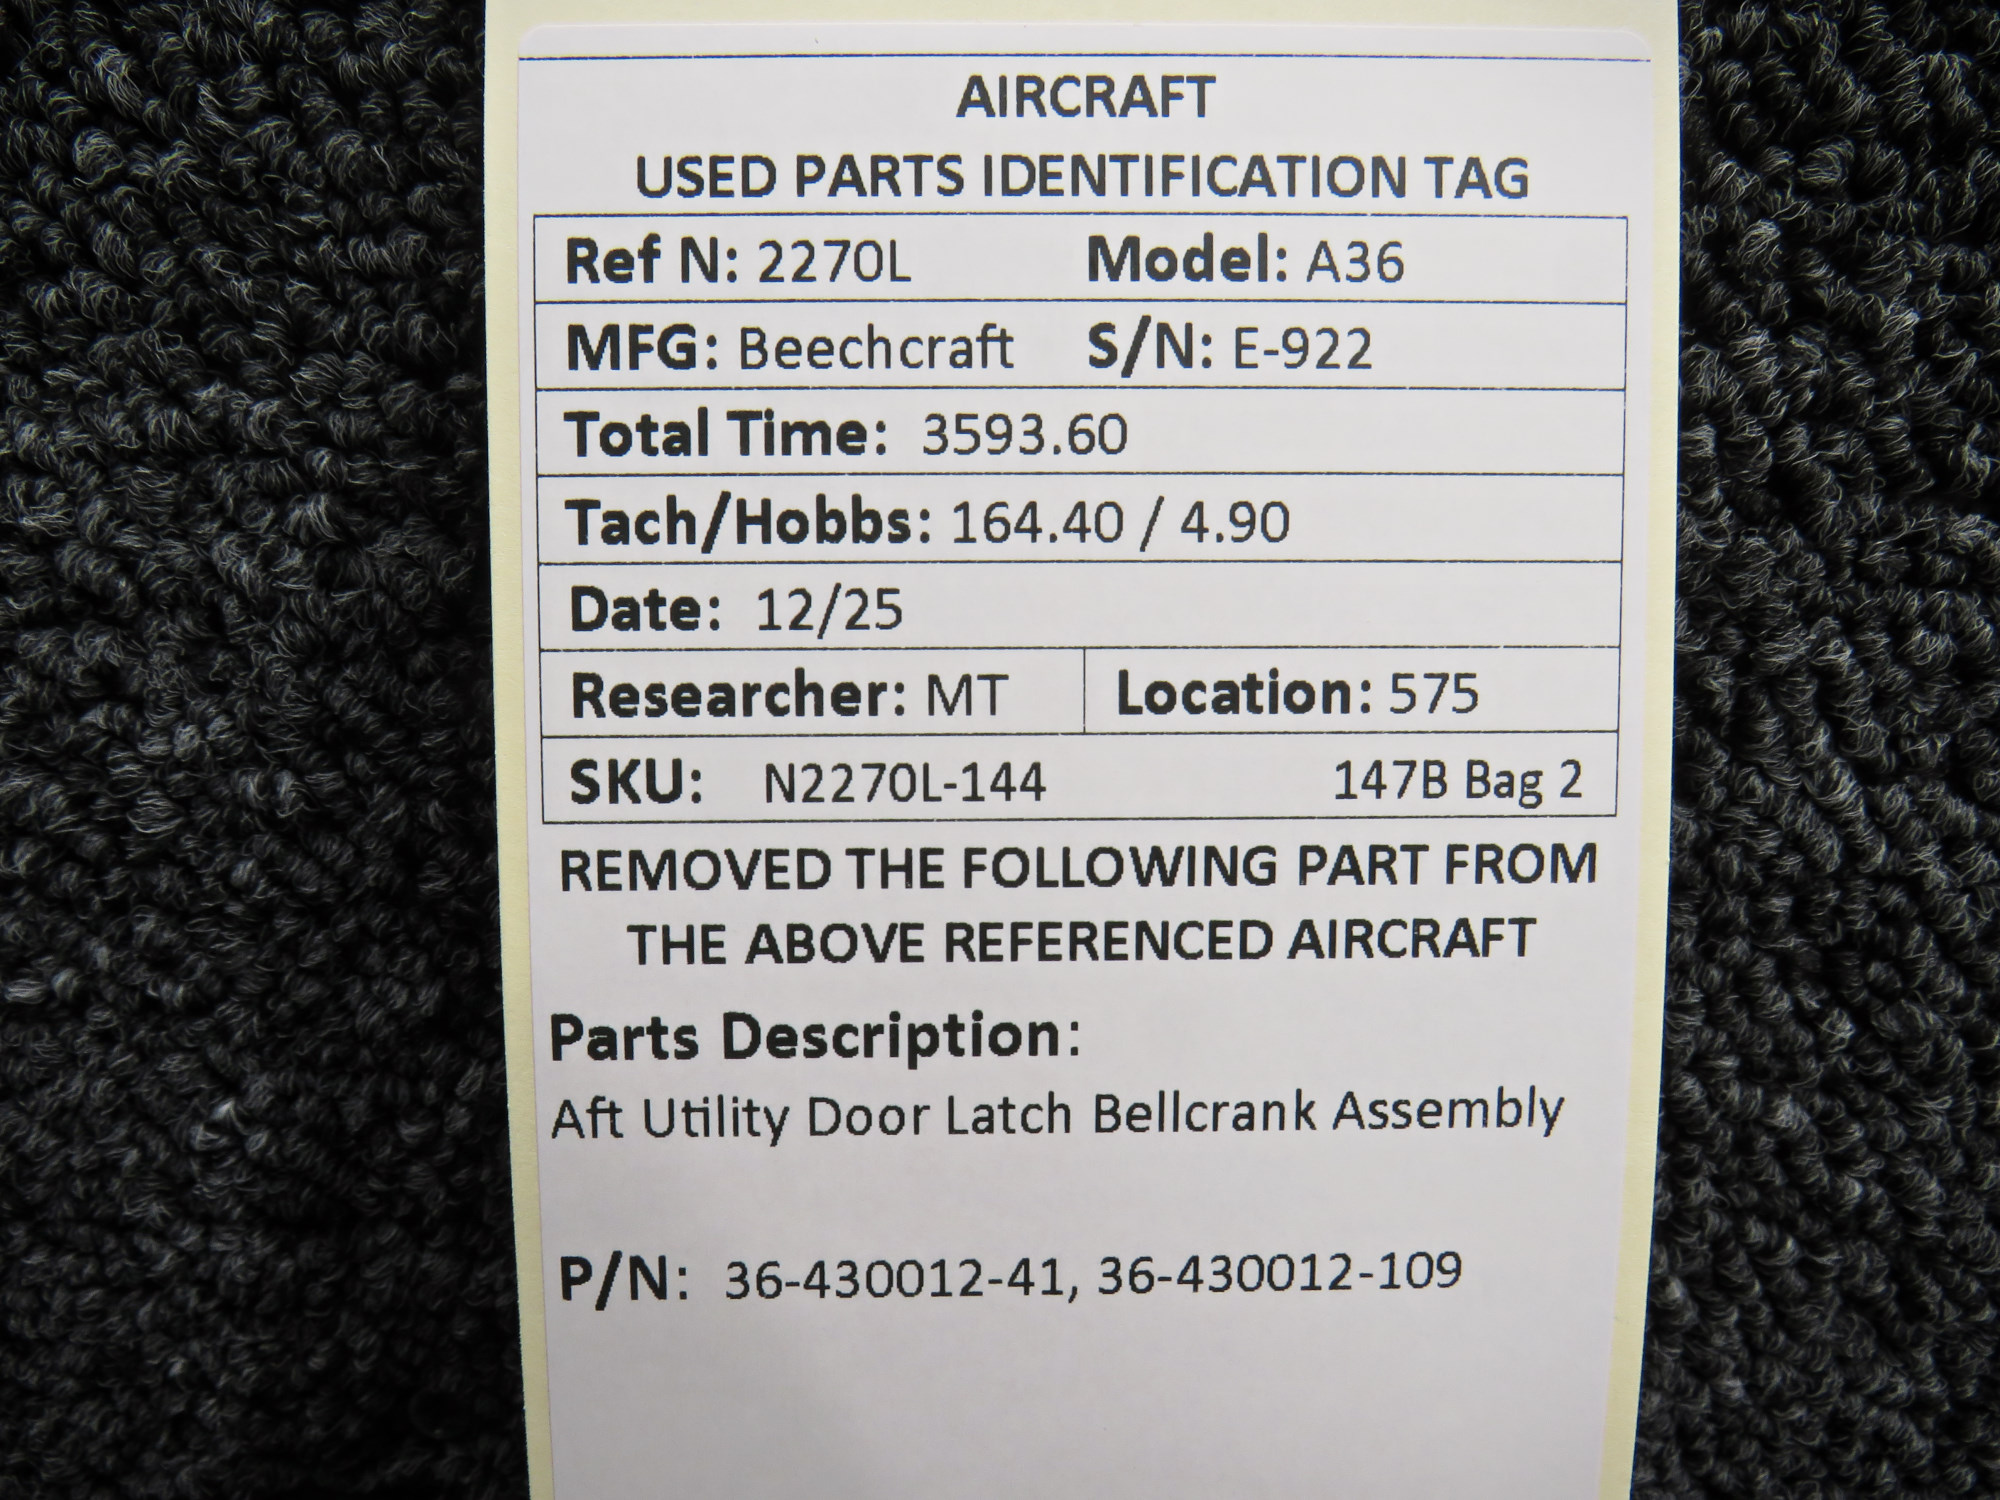 AIRCRAFT
USED PARTS IDENTIFICATION TAG
Ref N: 2270L Model: A36
MFG: Beechcraft S/N: E-922
Total Time: 3593.60
Tach/Hobbs: 164.40 / 4.90
Date: 12/25
Researcher: MT Location: 575
SKU: N2270L-144 147B Bag 2
REMOVED THE FOLLOWING PART FROM
THE ABOVE REFERENCED AIRCRAFT
Parts Description:
Aft Utility Door Latch Bellcrank Assembly
P/N: 36-430012-41, 36-430012-109